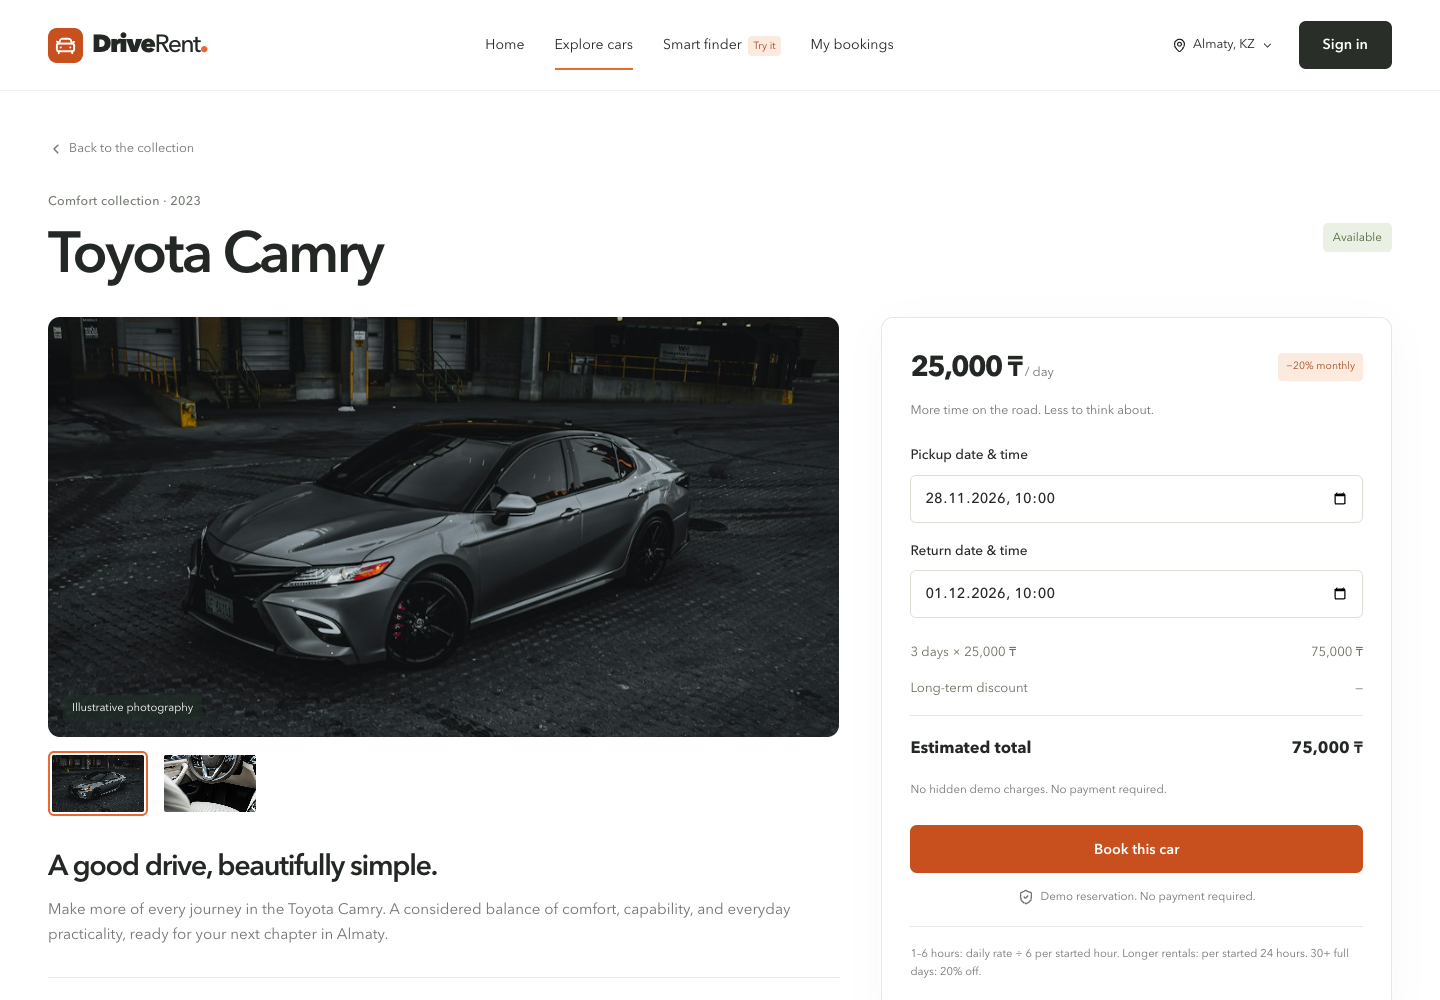 DriveRent.
Home
Explore cars
Smart finder Try it
My bookings
Almaty, KZ
Sign in
Back to the collection
Comfort collection · 2023
Toyota Camry
Available
Illustrative photography
A good drive, beautifully simple.
Make more of every journey in the Toyota Camry. A considered balance of comfort, capability, and everyday
practicality, ready for your next chapter in Almaty.
25,000 ₸ / day
−20% monthly
More time on the road. Less to think about.
Pickup date & time
28.11.2026, 10:00
Return date & time
01.12.2026, 10:00
3 days × 25,000 ₸ 75,000 ₸
Long-term discount —
Estimated total 75,000 ₸
No hidden demo charges. No payment required.
Book this car
Demo reservation. No payment required.
1–6 hours: daily rate ÷ 6 per started hour. Longer rentals: per started 24 hours. 30+ full
days: 20% off.